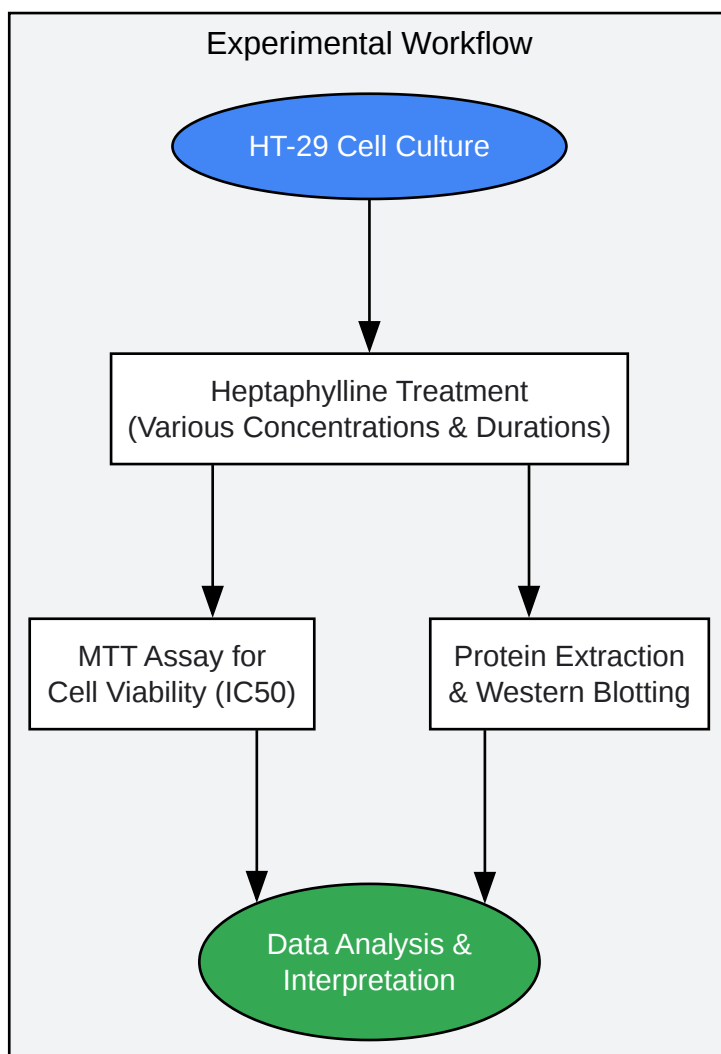 Experimental Workflow
HT-29 Cell Culture
Heptaphylline Treatment
(Various Concentrations & Durations)
MTT Assay for
Cell Viability (IC50)
Protein Extraction
& Western Blotting
Data Analysis &
Interpretation